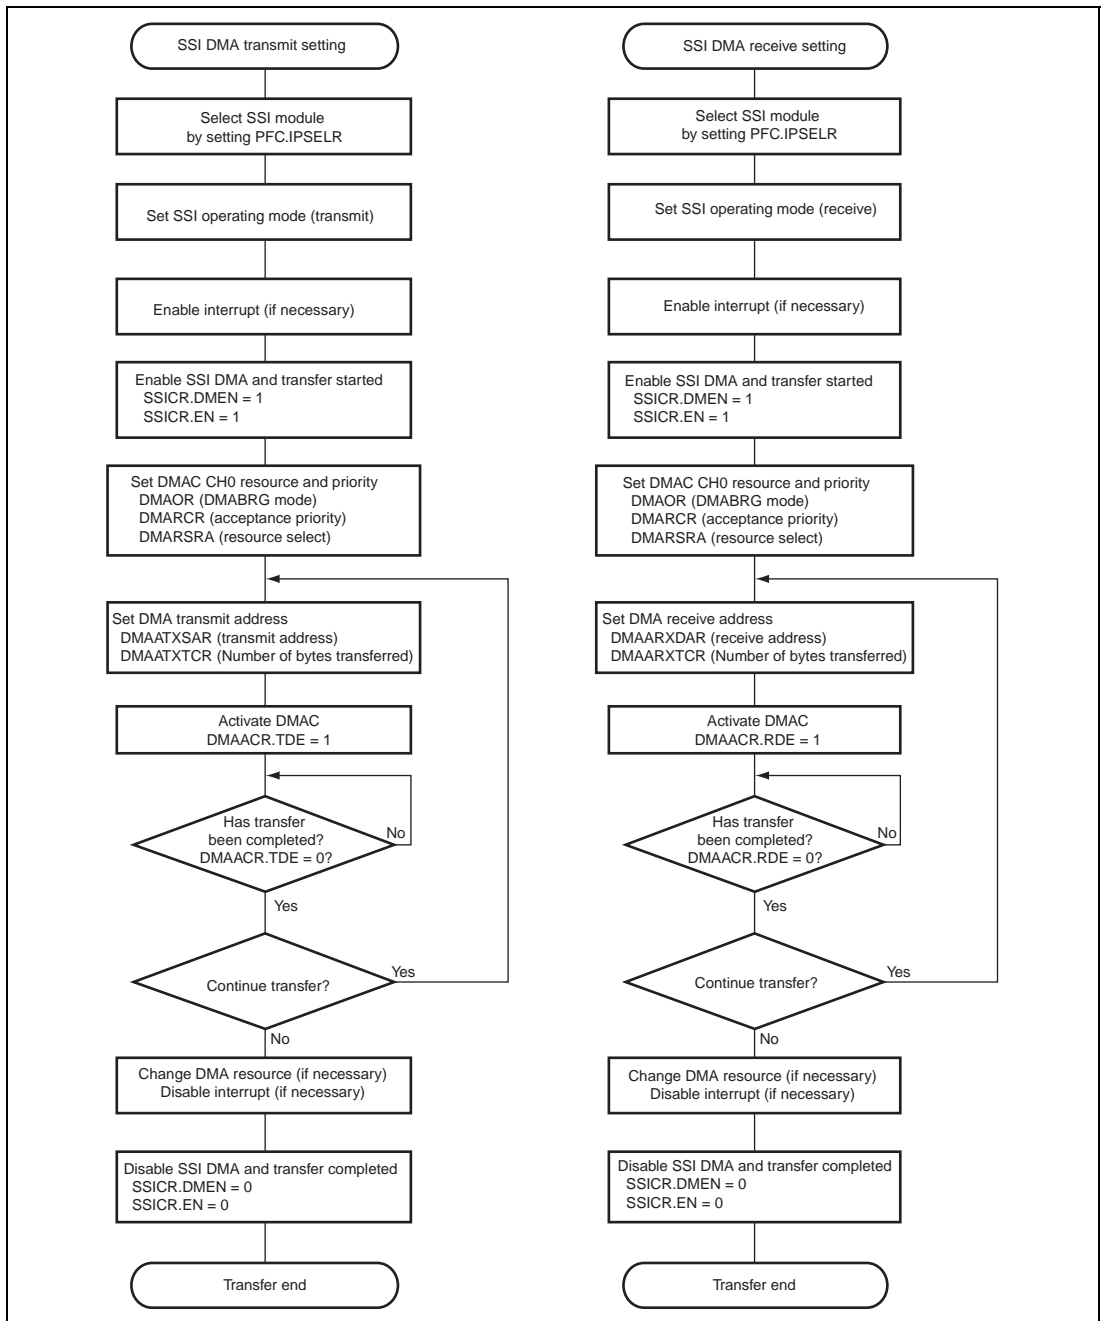 SSI DMA transmit setting
Select SSI module
by setting PFC.IPSELR
Set SSI operating mode (transmit)
Enable interrupt (if necessary)
Enable SSI DMA and transfer started
SSICR.DMEN = 1
SSICR.EN = 1
Set DMAC CH0 resource and priority
DMAOR (DMABRG mode)
DMARCR (acceptance priority)
DMARSRA (resource select)
Set DMA transmit address
DMAATXSAR (transmit address)
DMAATXTCR (Number of bytes transferred)
Activate DMAC
DMAACR.TDE = 1
Has transfer
been completed?
DMAACR.TDE = 0?
No
Yes
Continue transfer?
Yes
No
Change DMA resource (if necessary)
Disable interrupt (if necessary)
Disable SSI DMA and transfer completed
SSICR.DMEN = 0
SSICR.EN = 0
Transfer end
SSI DMA receive setting
Select SSI module
by setting PFC.IPSELR
Set SSI operating mode (receive)
Enable interrupt (if necessary)
Enable SSI DMA and transfer started
SSICR.DMEN = 1
SSICR.EN = 1
Set DMAC CH0 resource and priority
DMAOR (DMABRG mode)
DMARCR (acceptance priority)
DMARSRA (resource select)
Set DMA receive address
DMAARXDAR (receive address)
DMAARXTCR (Number of bytes transferred)
Activate DMAC
DMAACR.RDE = 1
Has transfer
been completed?
DMAACR.RDE = 0?
No
Yes
Continue transfer?
Yes
No
Change DMA resource (if necessary)
Disable interrupt (if necessary)
Disable SSI DMA and transfer completed
SSICR.DMEN = 0
SSICR.EN = 0
Transfer end